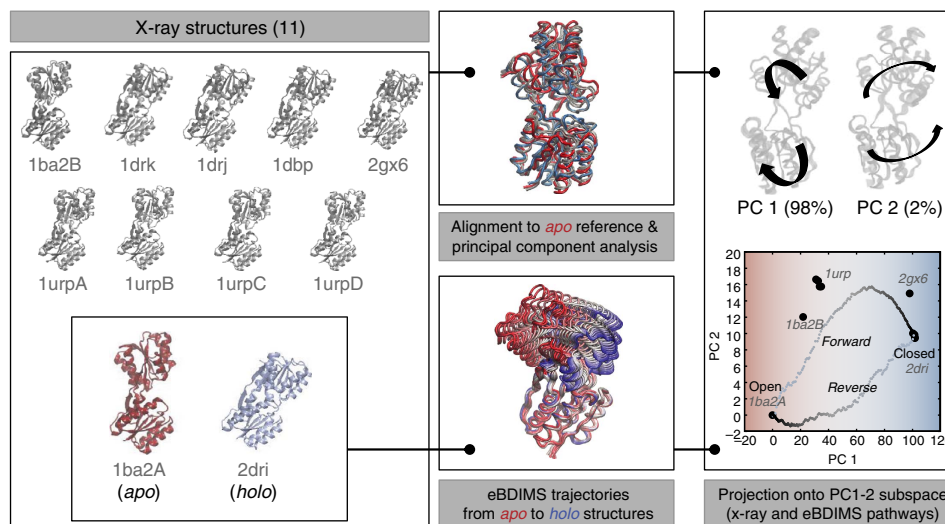 X-ray structures (11)
1ba2B
1drk
1drj
1dbp
2gx6
1urpA
1urpB
1urpC
1urpD
1ba2A
(apo)
2dri
(holo)
Alignment to apo reference &
principal component analysis
eBDIMS trajectories
from apo to holo structures
PC 1 (98%)
PC 2 (2%)
20
18
16
14
12
10
8
6
4
2
0
−2
PC 2
1urp
2gx6
1ba2B
Forward
Closed
2dri
Reverse
Open
1ba2A
−20
0
20
40
60
80
100
120
PC 1
Projection onto PC1-2 subspace
(x-ray and eBDIMS pathways)